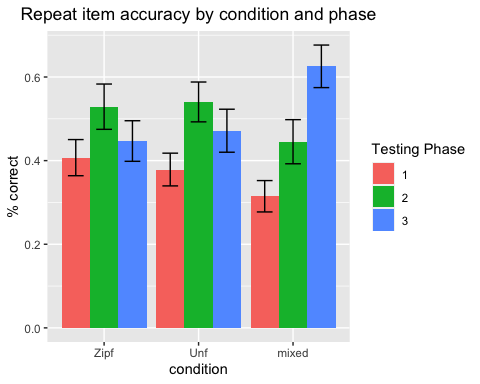 Repeat item accuracy by condition and phase
% correct
0.6
0.4
0.2
0.0
Zipf
Unf
mixed
condition
Testing Phase
1
2
3